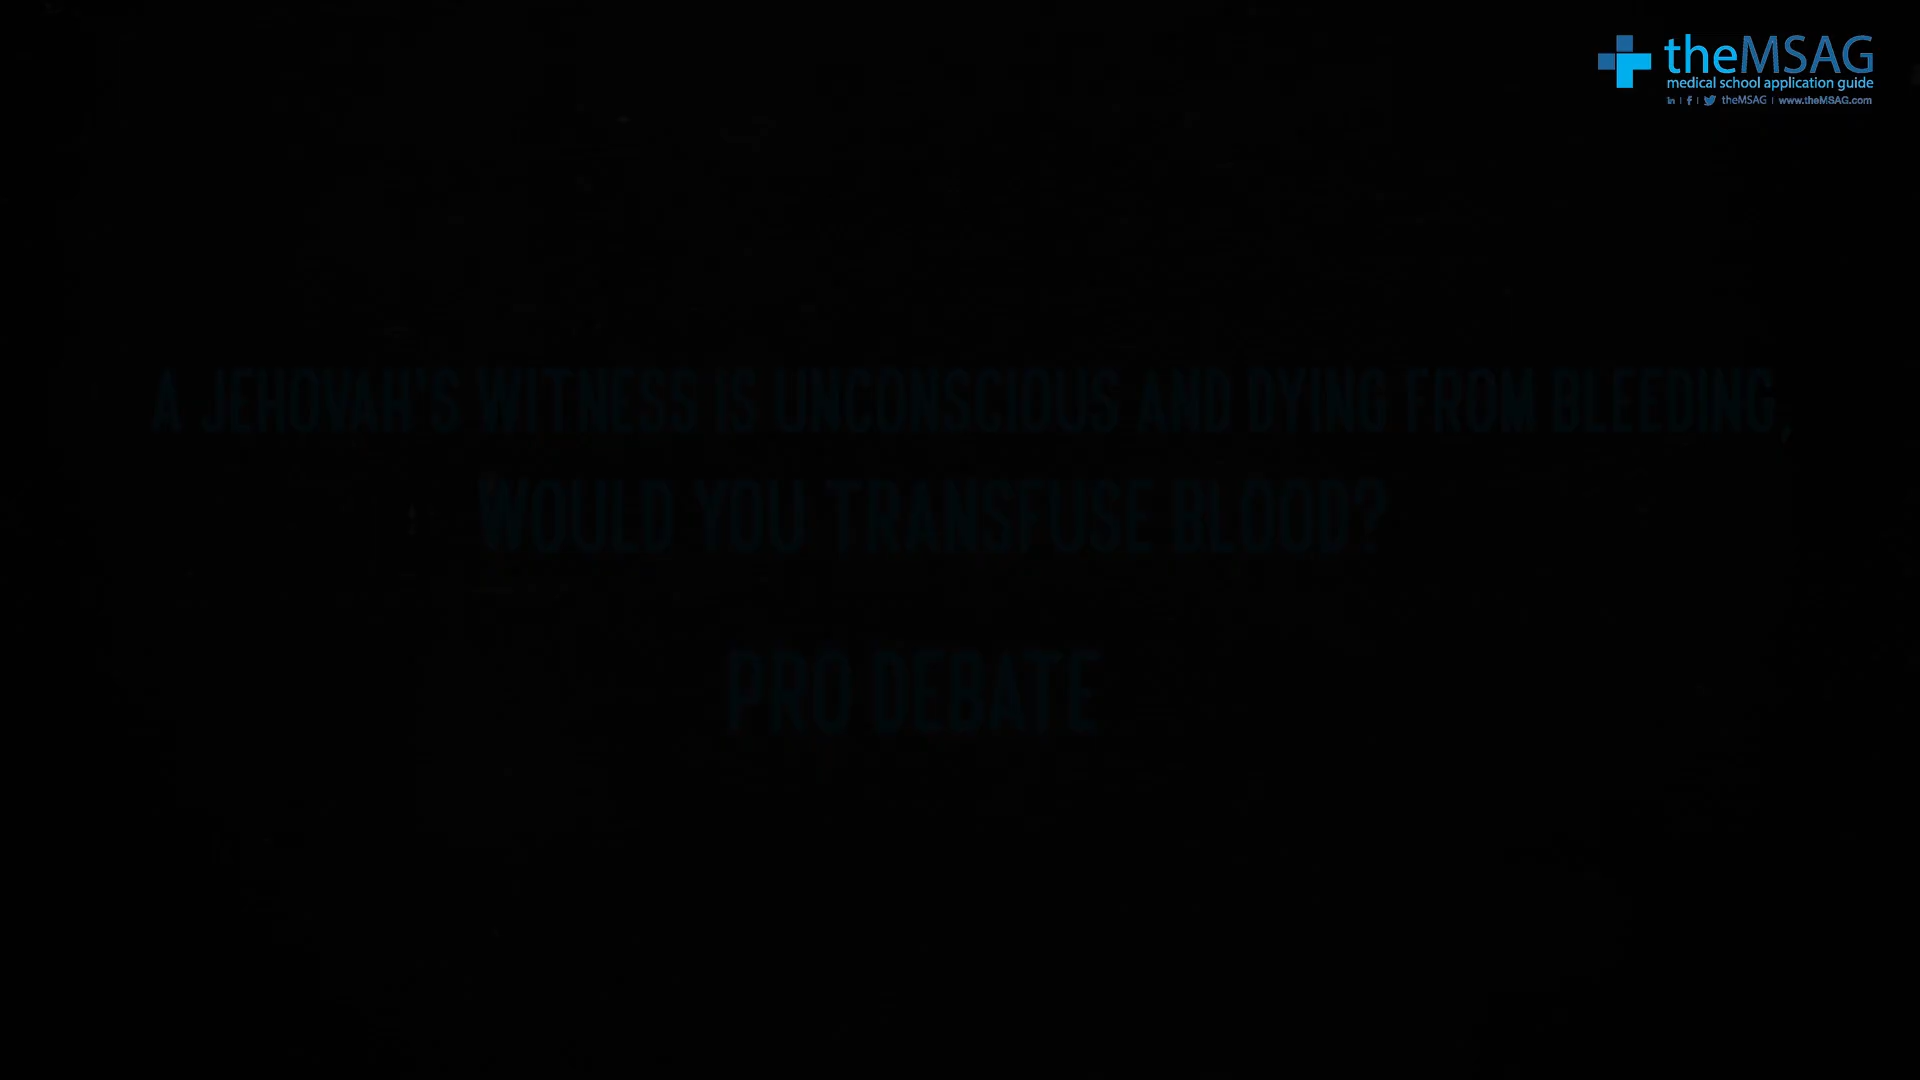 theMSAG
medical school application guide
in | f | theMSAG | www.theMSAG.com
A JEHOVAH'S WITNESS IS UNCONSCIOUS AND DYING FROM BLEEDING,
WOULD YOU TRANSFUSE BLOOD?
PRO DEBATE